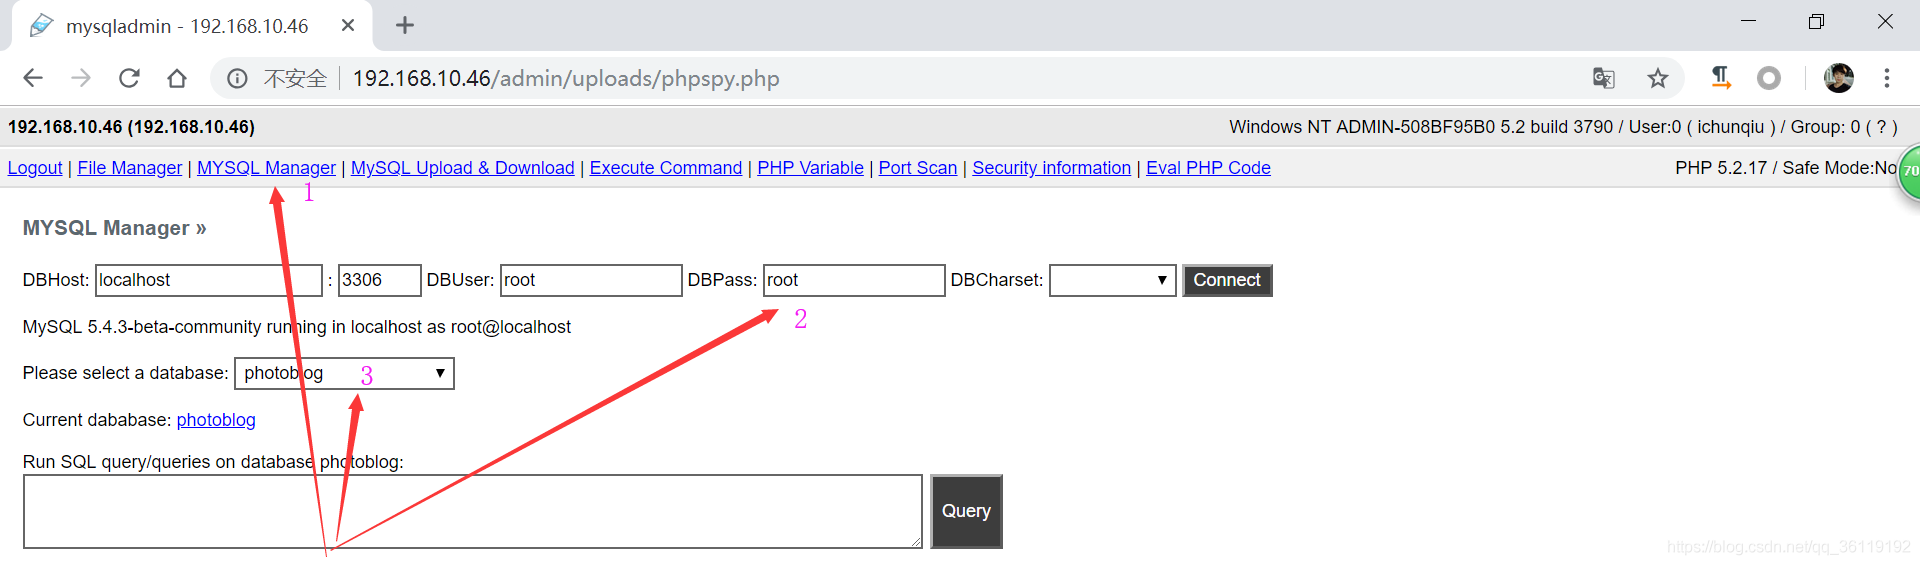 mysqladmin - 192.168.10.46
不安全 192.168.10.46/admin/uploads/phpspy.php
192.168.10.46 (192.168.10.46) Windows NT ADMIN-508BF95B0 5.2 build 3790 / User:0 ( ichunqiu ) / Group: 0 ( ? )
Logout | File Manager | MYSQL Manager | MySQL Upload & Download | Execute Command | PHP Variable | Port Scan | Security information | Eval PHP Code PHP 5.2.17 / Safe Mode:No
70
1
MYSQL Manager »
DBHost: localhost : 3306 DBUser: root DBPass: root DBCharset: Connect
2
MySQL 5.4.3-beta-community running in localhost as root@localhost
Please select a database: photoblog
3
Current dababase: photoblog
Run SQL query/queries on database photoblog:
Query
https://blog.csdn.net/qq_36119192